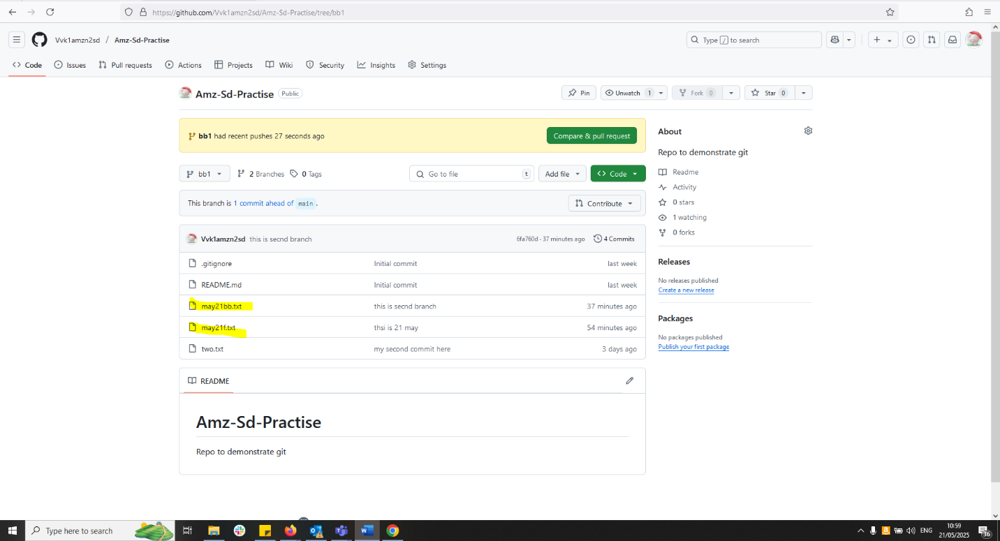 https://github.com/Vvk1amzn2sd/Amz-Sd-Practise/tree/bb1
Vvk1amzn2sd / Amz-Sd-Practise
Type / to search
Code Issues Pull requests Actions Projects Wiki Security Insights Settings
Amz-Sd-Practise Public
Pin Unwatch 1 Fork 0 Star 0
bb1 had recent pushes 27 seconds ago
Compare & pull request
bb1 2 Branches 0 Tags
Go to file t
Add file
Code
This branch is 1 commit ahead of main .
Contribute
Vvk1amzn2sd this is secnd branch 6fa760d · 37 minutes ago 4 Commits
.gitignore Initial commit last week
README.md Initial commit last week
may21bb.txt this is secnd branch 37 minutes ago
may21f.txt thsi is 21 may 54 minutes ago
two.txt my second commit here 3 days ago
README
Amz-Sd-Practise
Repo to demonstrate git
About
Repo to demonstrate git
Readme
Activity
0 stars
1 watching
0 forks
Releases
No releases published
Create a new release
Packages
No packages published
Publish your first package
Type here to search
ENG
10:59
21/05/2025
36